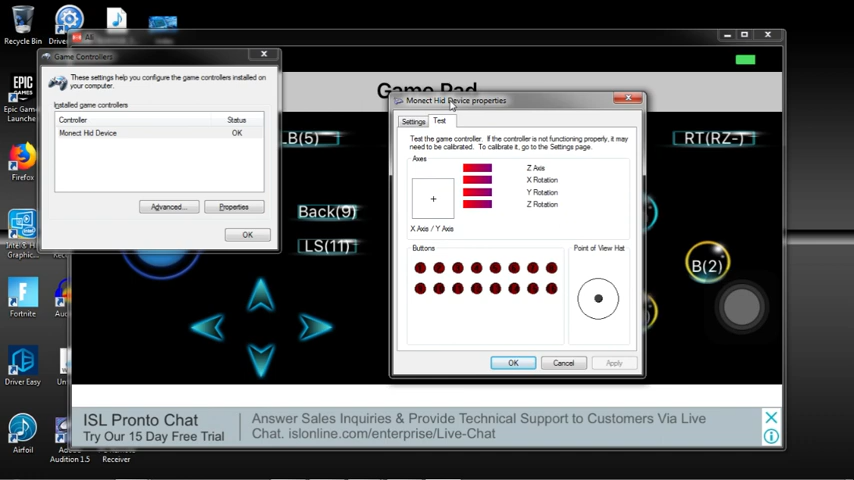 Recycle Bin
Driver
EPIC
GAMES
Epic Games
Launcher
Firefox
Intel® H
Graphic...
Fortnite
Driver Easy
Airfoil
Adobe
Audition 1.5
Receiver
Game Controllers
These settings help you configure the game controllers installed on
your computer.
Installed game controllers
Controller
Status
Monect Hid Device
OK
Advanced...
Properties
OK
Game Pad
LB(5)
Back(9)
LS(11)
RT(RZ-)
B(2)
Monect Hid Device properties
Settings
Test
Test the game controller. If the controller is not functioning properly, it may
need to be calibrated. To calibrate it, go to the Settings page.
Axes
Z Axis
X Rotation
Y Rotation
Z Rotation
X Axis / Y Axis
Buttons
Point of View Hat
OK
Cancel
Apply
ISL Pronto Chat
Try Our 15 Day Free Trial
Answer Sales Inquiries & Provide Technical Support to Customers Via Live
Chat. islonline.com/enterprise/Live-Chat